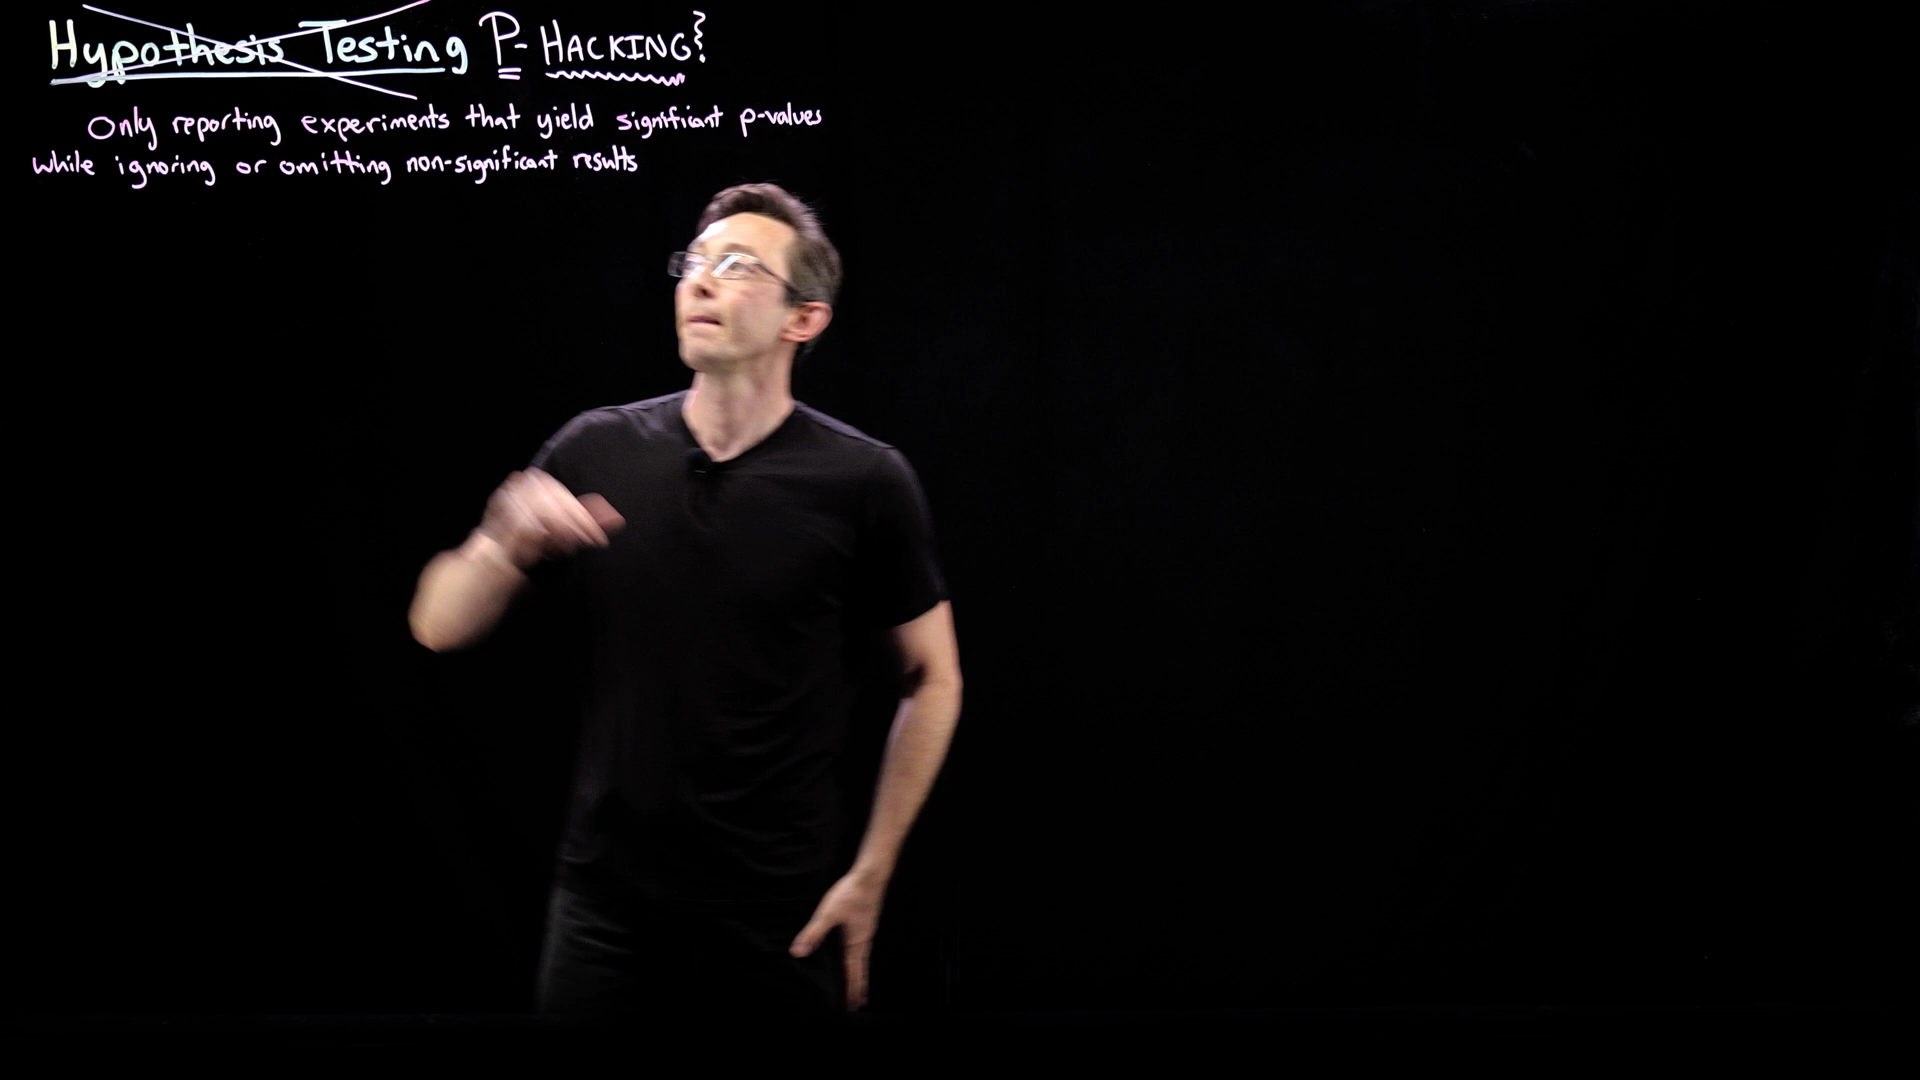 Hypothesis Testing P-HACKING
Only reporting experiments that yield significant p-values
while ignoring or omitting non-significant results